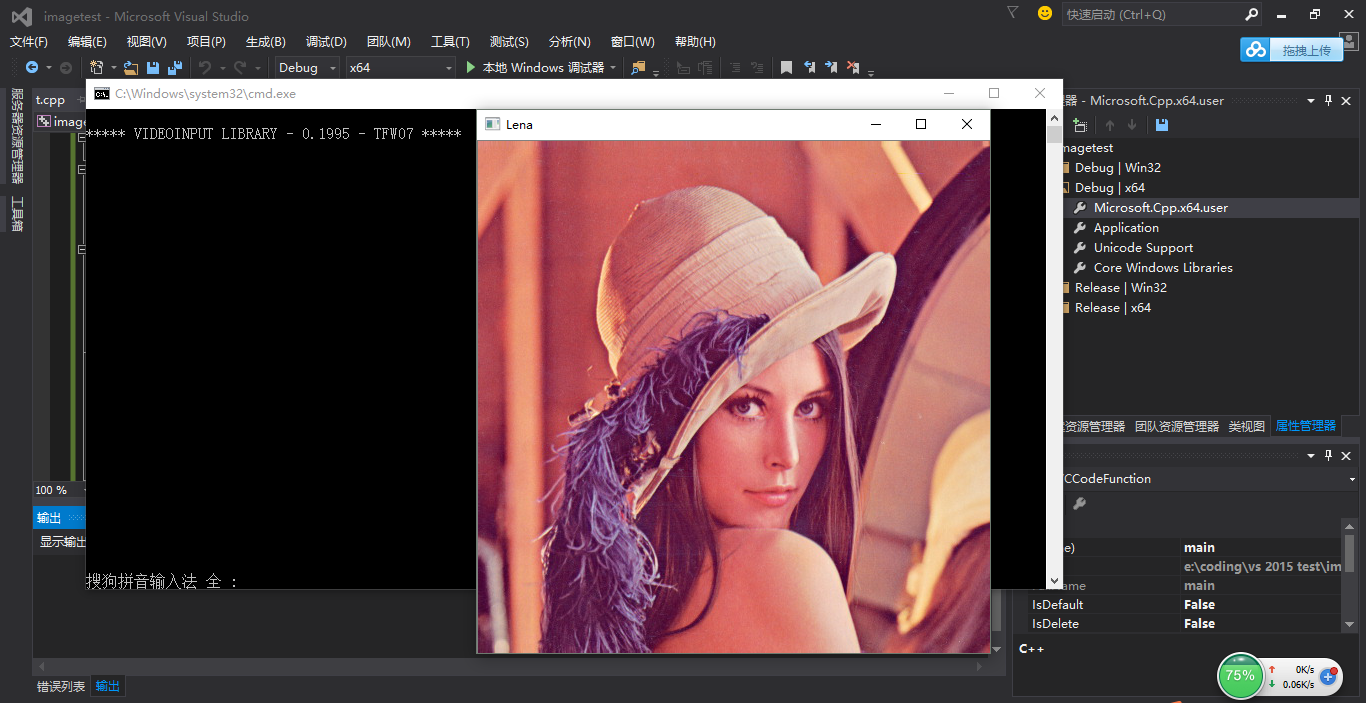 imagetest - Microsoft Visual Studio
快速启动 (Ctrl+Q)
文件(F) 编辑(E) 视图(V) 项目(P) 生成(B) 调试(D) 团队(M) 工具(T) 测试(S) 分析(N) 窗口(W) 帮助(H)
拖拽上传
Debug x64 本地 Windows 调试器
服务器资源管理器
工具箱
t.cpp
image
C:\Windows\system32\cmd.exe
***** VIDEOINPUT LIBRARY - 0.1995 - TFW07 *****
搜狗拼音输入法 全 :
Lena
器 - Microsoft.Cpp.x64.user
magetest
Debug | Win32
Debug | x64
Microsoft.Cpp.x64.user
Application
Unicode Support
Core Windows Libraries
Release | Win32
Release | x64
资源管理器 团队资源管理器 类视图 属性管理器
CCodeFunction
e)
main
e:\coding\vs 2015 test\im
ame
main
IsDefault
False
IsDelete
False
C++
100 %
输出
显示输出
错误列表 输出
75%
0K/s
0.06K/s